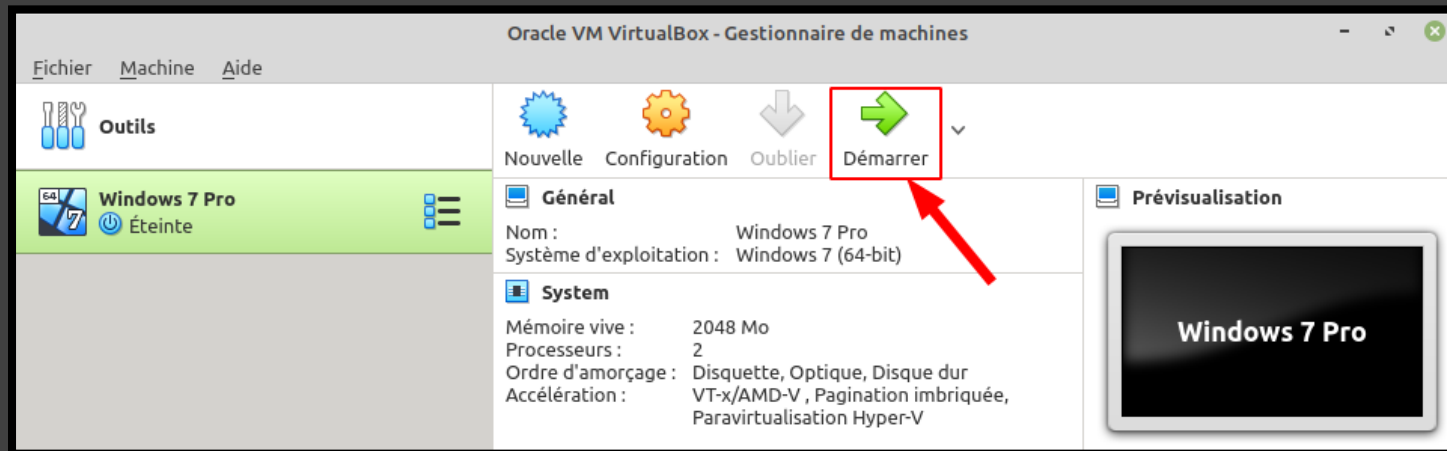 Oracle VM VirtualBox - Gestionnaire de machines
Fichier Machine Aide
Outils
Nouvelle Configuration Oublier Démarrer
64 Windows 7 Pro
7 Éteinte
Général
Nom : Windows 7 Pro
Système d'exploitation : Windows 7 (64-bit)
System
Mémoire vive : 2048 Mo
Processeurs : 2
Ordre d'amorçage : Disquette, Optique, Disque dur
Accélération : VT-x/AMD-V , Pagination imbriquée,
Paravirtualisation Hyper-V
Prévisualisation
Windows 7 Pro